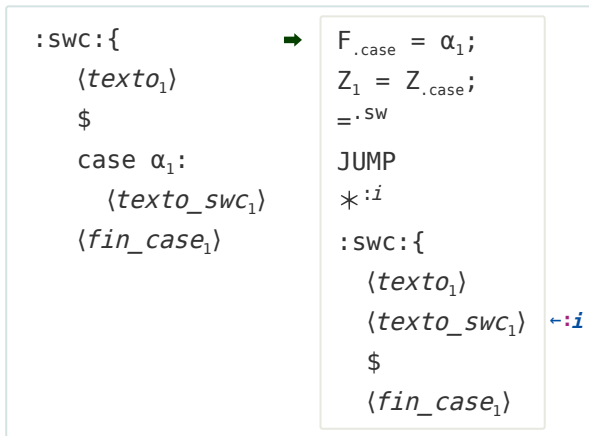 :swc:{ ➡ F.case = α₁;
⟨texto₁⟩ Z₁ = Z.case;
$ =.sw
case α₁: JUMP
⟨texto_swc₁⟩ *:i
⟨fin_case₁⟩ :swc:{
⟨texto₁⟩
⟨texto_swc₁⟩ ←:i
$
⟨fin_case₁⟩